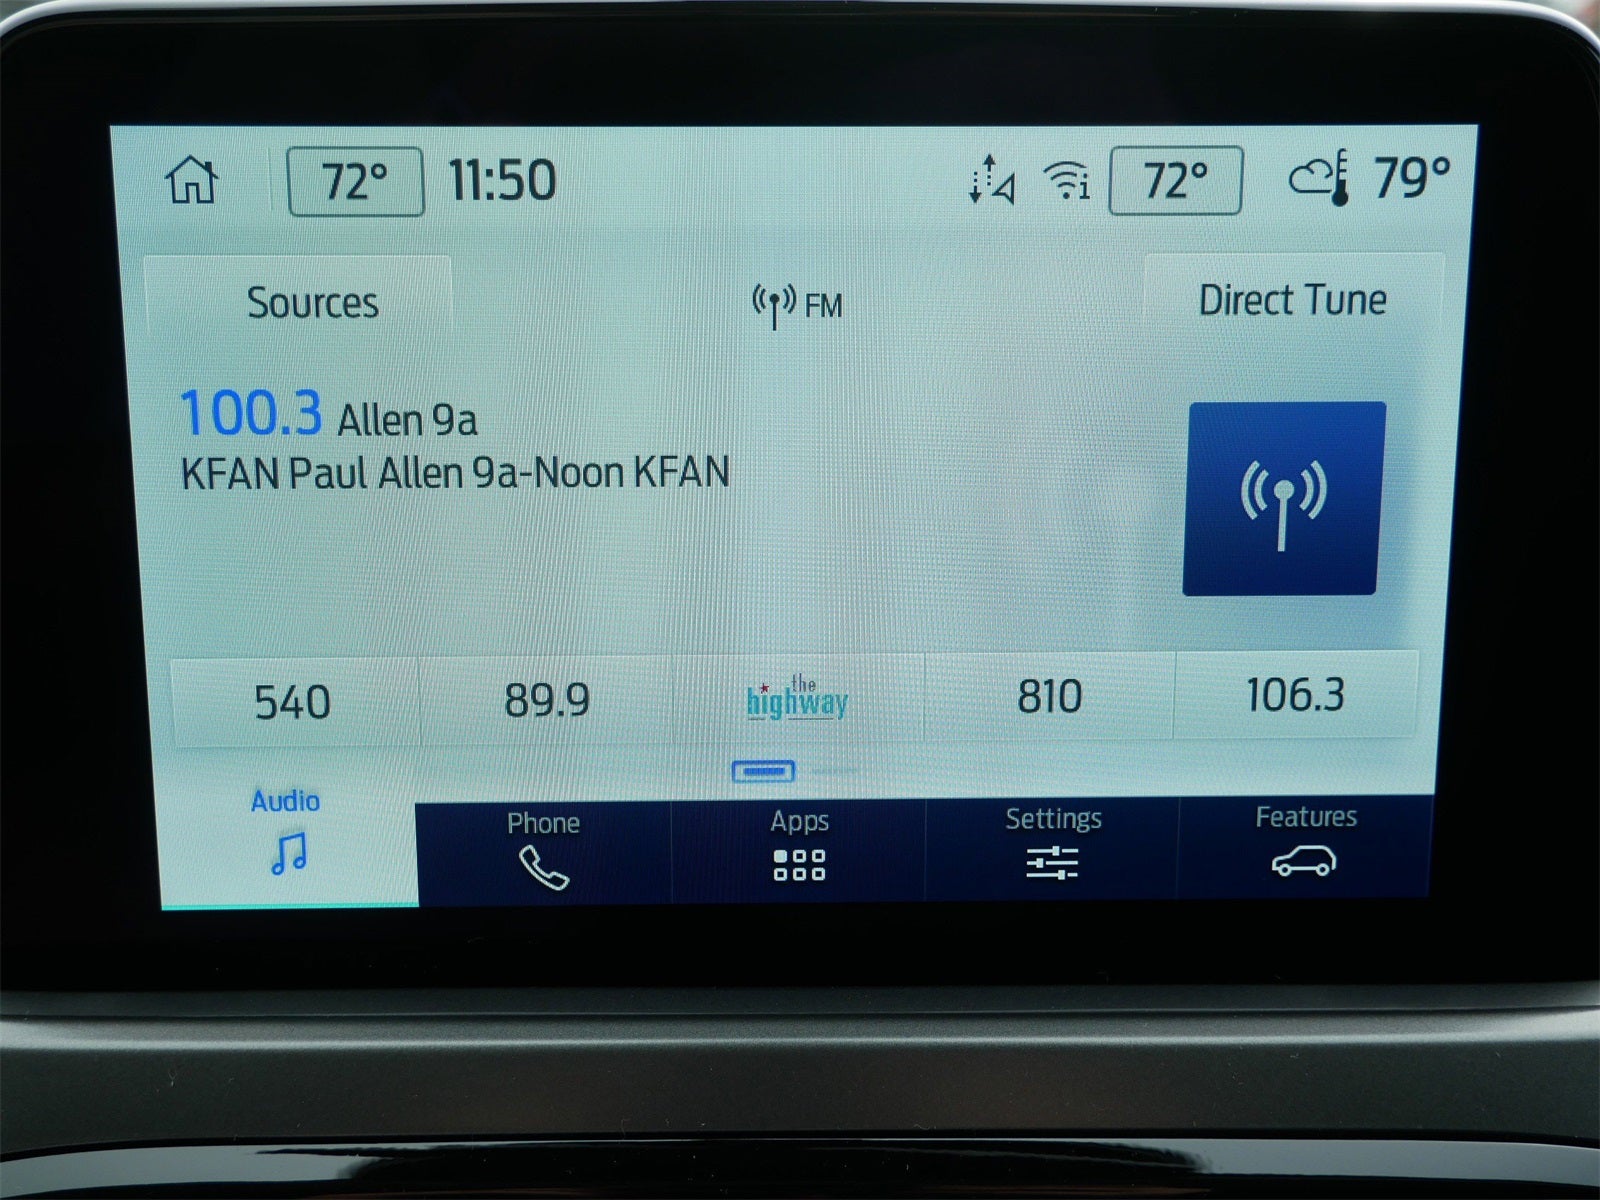 72° 11:50 72° 79°
Sources FM Direct Tune
100.3 Allen 9a
KFAN Paul Allen 9a-Noon KFAN
540 89.9 the highway 810 106.3
Audio Phone Apps Settings Features